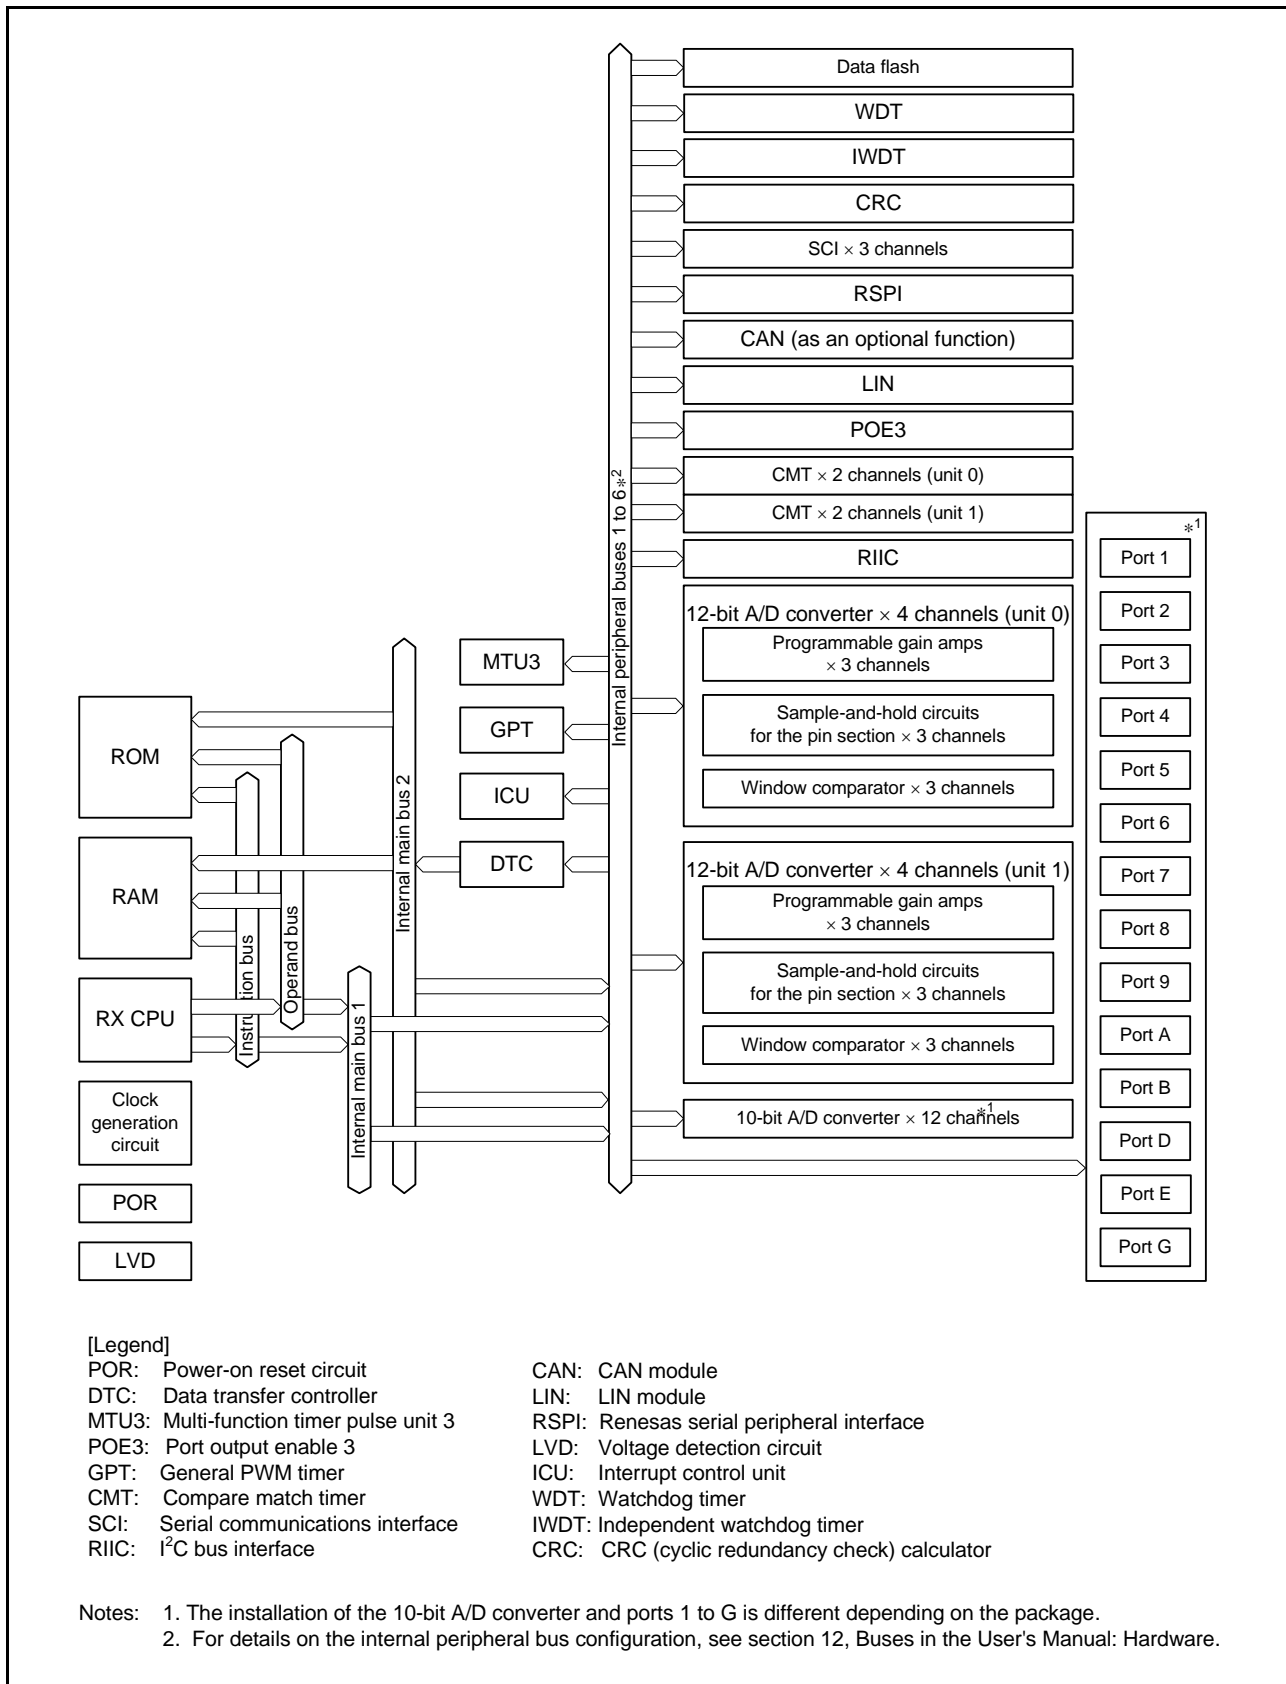 Data flash
WDT
IWDT
CRC
SCI × 3 channels
RSPI
CAN (as an optional function)
LIN
POE3
CMT × 2 channels (unit 0)
CMT × 2 channels (unit 1)
RIIC
12-bit A/D converter × 4 channels (unit 0)
Programmable gain amps
× 3 channels
Sample-and-hold circuits
for the pin section × 3 channels
Window comparator × 3 channels
12-bit A/D converter × 4 channels (unit 1)
Programmable gain amps
× 3 channels
Sample-and-hold circuits
for the pin section × 3 channels
Window comparator × 3 channels
10-bit A/D converter × 12 channels *1
*1
Port 1
Port 2
Port 3
Port 4
Port 5
Port 6
Port 7
Port 8
Port 9
Port A
Port B
Port D
Port E
Port G
Internal peripheral buses 1 to 6*2
MTU3
GPT
ICU
DTC
Internal main bus 2
Internal main bus 1
Operand bus
Instruction bus
ROM
RAM
RX CPU
Clock
generation
circuit
POR
LVD
[Legend]
POR: Power-on reset circuit
DTC: Data transfer controller
MTU3: Multi-function timer pulse unit 3
POE3: Port output enable 3
GPT: General PWM timer
CMT: Compare match timer
SCI: Serial communications interface
RIIC: I²C bus interface
CAN: CAN module
LIN: LIN module
RSPI: Renesas serial peripheral interface
LVD: Voltage detection circuit
ICU: Interrupt control unit
WDT: Watchdog timer
IWDT: Independent watchdog timer
CRC: CRC (cyclic redundancy check) calculator
Notes: 1. The installation of the 10-bit A/D converter and ports 1 to G is different depending on the package.
2. For details on the internal peripheral bus configuration, see section 12, Buses in the User's Manual: Hardware.